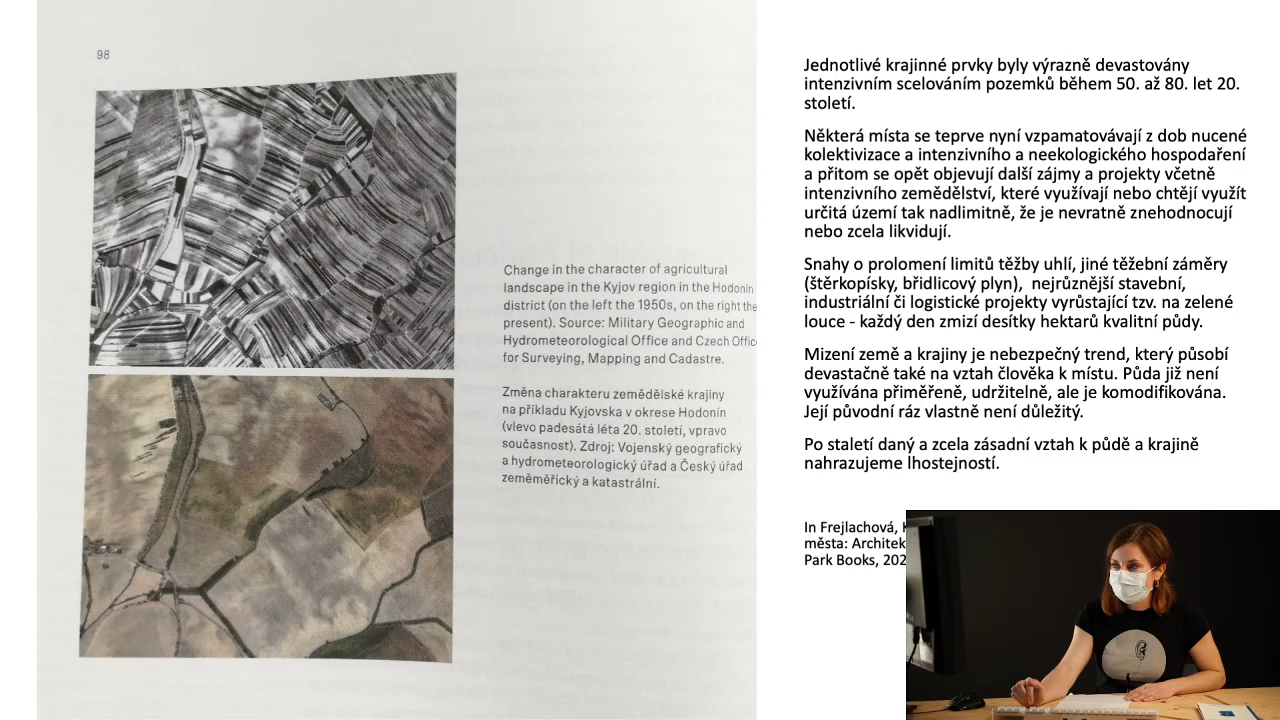 98
Change in the character of agricultural
landscape in the Kyjov region in the Hodonín
district (on the left the 1950s, on the right the
present). Source: Military Geographic and
Hydrometeorological Office and Czech Office
for Surveying, Mapping and Cadastre.
Změna charakteru zemědělské krajiny
na příkladu Kyjovska v okrese Hodonín
(vlevo padesátá léta 20. století, vpravo
současnost). Zdroj: Vojenský geografický
a hydrometeorologický úřad a Český úřad
zeměměřický a katastrální.
Jednotlivé krajinné prvky byly výrazně devastovány
intenzivním scelováním pozemků během 50. až 80. let 20.
století.
Některá místa se teprve nyní vzpamatovávají z dob nucené
kolektivizace a intenzivního a neekologického hospodaření
a přitom se opět objevují další zájmy a projekty včetně
intenzivního zemědělství, které využívají nebo chtějí využít
určitá území tak nadlimitně, že je nevratně znehodnocují
nebo zcela likvidují.
Snahy o prolomení limitů těžby uhlí, jiné těžební záměry
(štěrkopísky, břidlicový plyn), nejrůznější stavební,
industriální či logistické projekty vyrůstající tzv. na zelené
louce - každý den zmizí desítky hektarů kvalitní půdy.
Mizení země a krajiny je nebezpečný trend, který působí
devastačně také na vztah člověka k místu. Půda již není
využívána přiměřeně, udržitelně, ale je komodifikována.
Její původní ráz vlastně není důležitý.
Po staletí daný a zcela zásadní vztah k půdě a krajině
nahrazujeme lhostejností.
In Frejlachová,
města: Architek
Park Books, 202